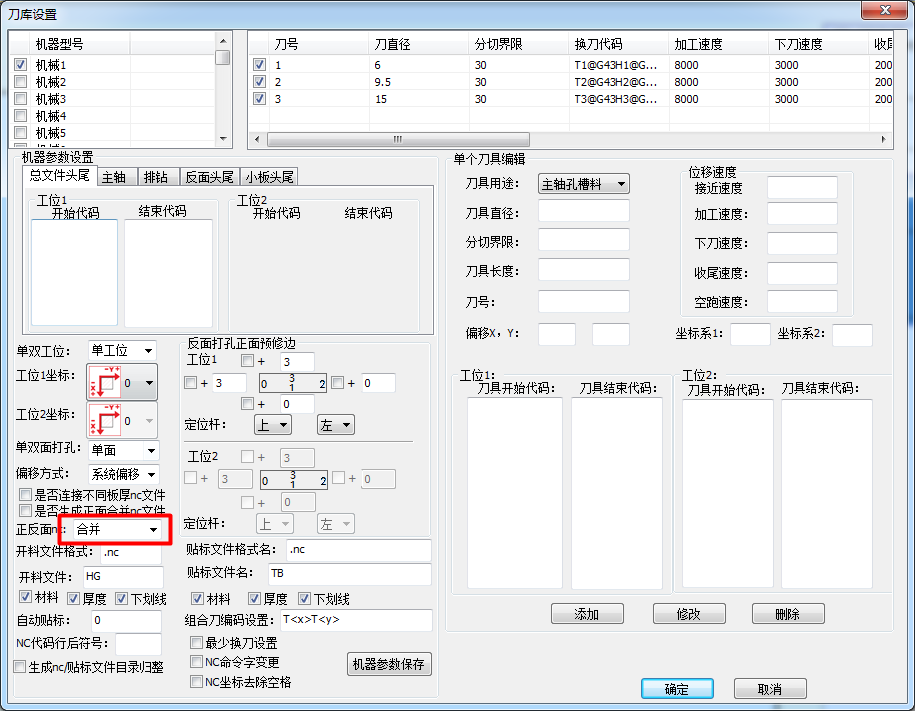 刀库设置
机器型号
机械1
机械2
机械3
机械4
机械5
刀号 刀直径 分切界限 换刀代码 加工速度 下刀速度 收尾
1 6 30 T1@G43H1@G... 8000 3000 200
2 9.5 30 T2@G43H2@G... 8000 3000 200
3 15 30 T3@G43H3@G... 8000 3000 200
机器参数设置
总文件头尾 主轴 排钻 反面头尾 小板头尾
工位1
开始代码 结束代码
工位2
开始代码 结束代码
单双工位: 单工位
工位1坐标: 0
工位2坐标: 0
单双面打孔: 单面
偏移方式: 系统偏移
是否连接不同板厚nc文件
是否生成正面合并nc文件
正反面nc: 合并
开料文件格式: .nc
开料文件: HG
材料 厚度 下划线
自动贴标: 0
NC代码行后符号:
生成nc/贴标文件目录归整
反面打孔正面预修边
工位1 + 3
+ 3 0 3 1 2 + 0
+ 0
定位杆: 上 左
工位2 + 3
+ 3 0 3 1 2 + 0
+ 0
定位杆: 上 左
贴标文件格式名: .nc
贴标文件名: TB
材料 厚度 下划线
组合刀编码设置: T<x>T<y>
最少换刀设置
NC命令字变更
NC坐标去除空格
机器参数保存
单个刀具编辑
刀具用途: 主轴孔槽料
刀具直径:
分切界限:
刀具长度:
刀号:
偏移X, Y:
位移速度
接近速度
加工速度:
下刀速度:
收尾速度:
空跑速度:
坐标系1: 坐标系2:
工位1:
刀具开始代码: 刀具结束代码:
工位2:
刀具开始代码: 刀具结束代码:
添加 修改 删除
确定 取消